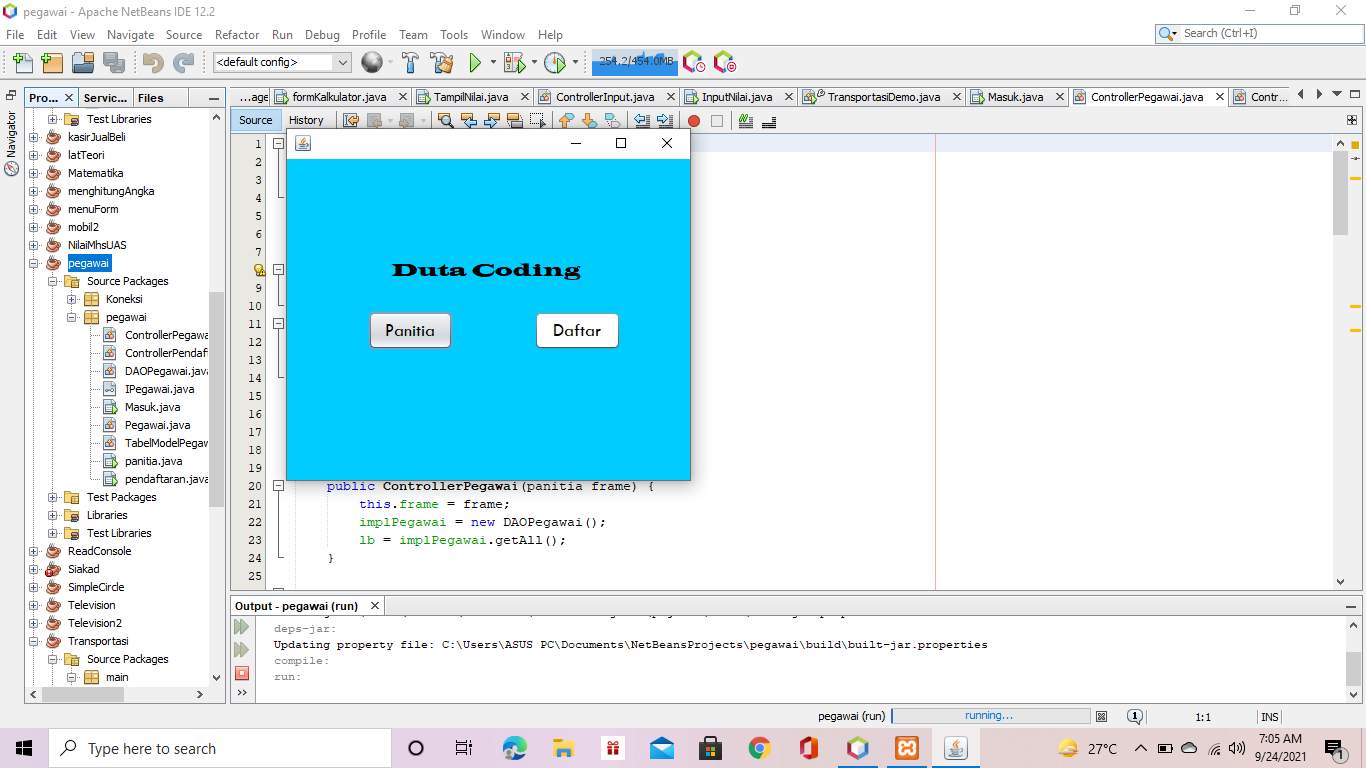 pegawai - Apache NetBeans IDE 12.2
File Edit View Navigate Source Refactor Run Debug Profile Team Tools Window Help
Search (Ctrl+I)
<default config>
254.2/454.0MB
Pro... Servic... Files
...age formKalkulator.java TampilNilai.java ControllerInput.java InputNilai.java TransportasiDemo.java Masuk.java ControllerPegawai.java Contr...
Source History
Navigator
Test Libraries
kasirJualBeli
latTeori
Matematika
menghitungAngka
menuForm
mobil2
NilaiMhsUAS
pegawai
Source Packages
Koneksi
pegawai
ControllerPegawa
ControllerPendaf
DAOPegawai.java
IPegawai.java
Masuk.java
Pegawai.java
TabelModelPegaw
panitia.java
pendaftaran.java
Test Packages
Libraries
Test Libraries
ReadConsole
Siakad
SimpleCircle
Television
Television2
Transportasi
Source Packages
main
1
2
3
4
5
6
7
9
10
11
12
13
14
15
16
17
18
19
Duta Coding
Panitia Daftar
20 public ControllerPegawai(panitia frame) {
21 this.frame = frame;
22 implPegawai = new DAOPegawai();
23 lb = implPegawai.getAll();
24 }
25
Output - pegawai (run)
deps-jar:
Updating property file: C:\Users\ASUS PC\Documents\NetBeansProjects\pegawai\build\built-jar.properties
compile:
run:
pegawai (run) running... 1 1:1 INS
Type here to search
27°C
7:05 AM
9/24/2021
1